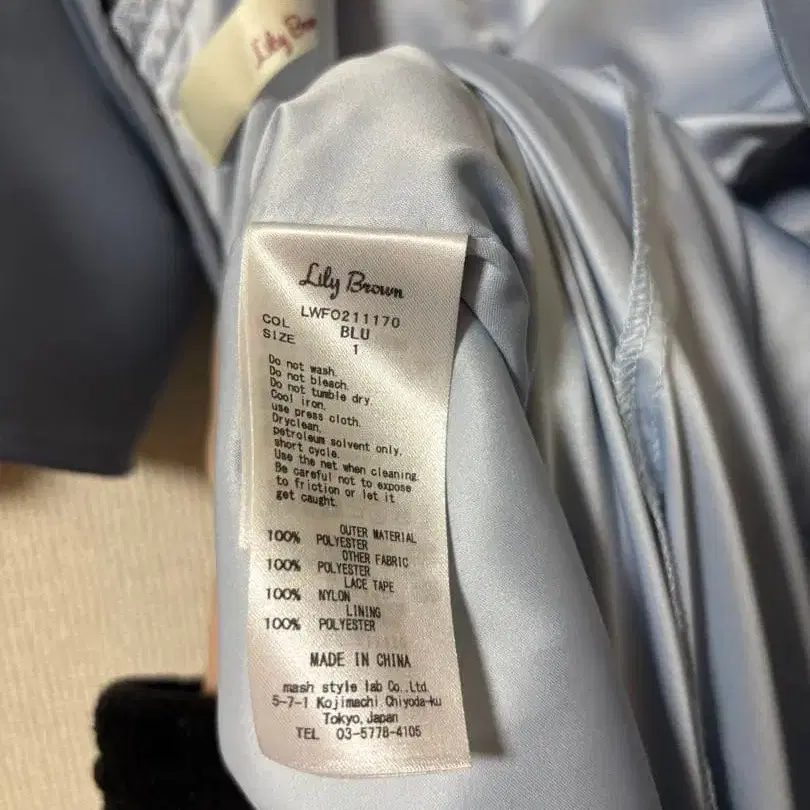 Lily Brown
Lily Brown
LWFO211170
COL BLU
SIZE 1
Do not wash.
Do not bleach.
Do not tumble dry.
Cool iron.
use press cloth.
Dryclean.
petroleum solvent only.
short cycle.
Use the net when cleaning.
Be careful not to expose
to friction or let it
get caught.
OUTER MATERIAL
100% POLYESTER
OTHER FABRIC
100% POLYESTER
LACE TAPE
100% NYLON
LINING
100% POLYESTER
MADE IN CHINA
mash style lab Co.,Ltd.
5-7-1 Kojimachi Chiyoda-ku
Tokyo,Japan
TEL 03-5778-4105